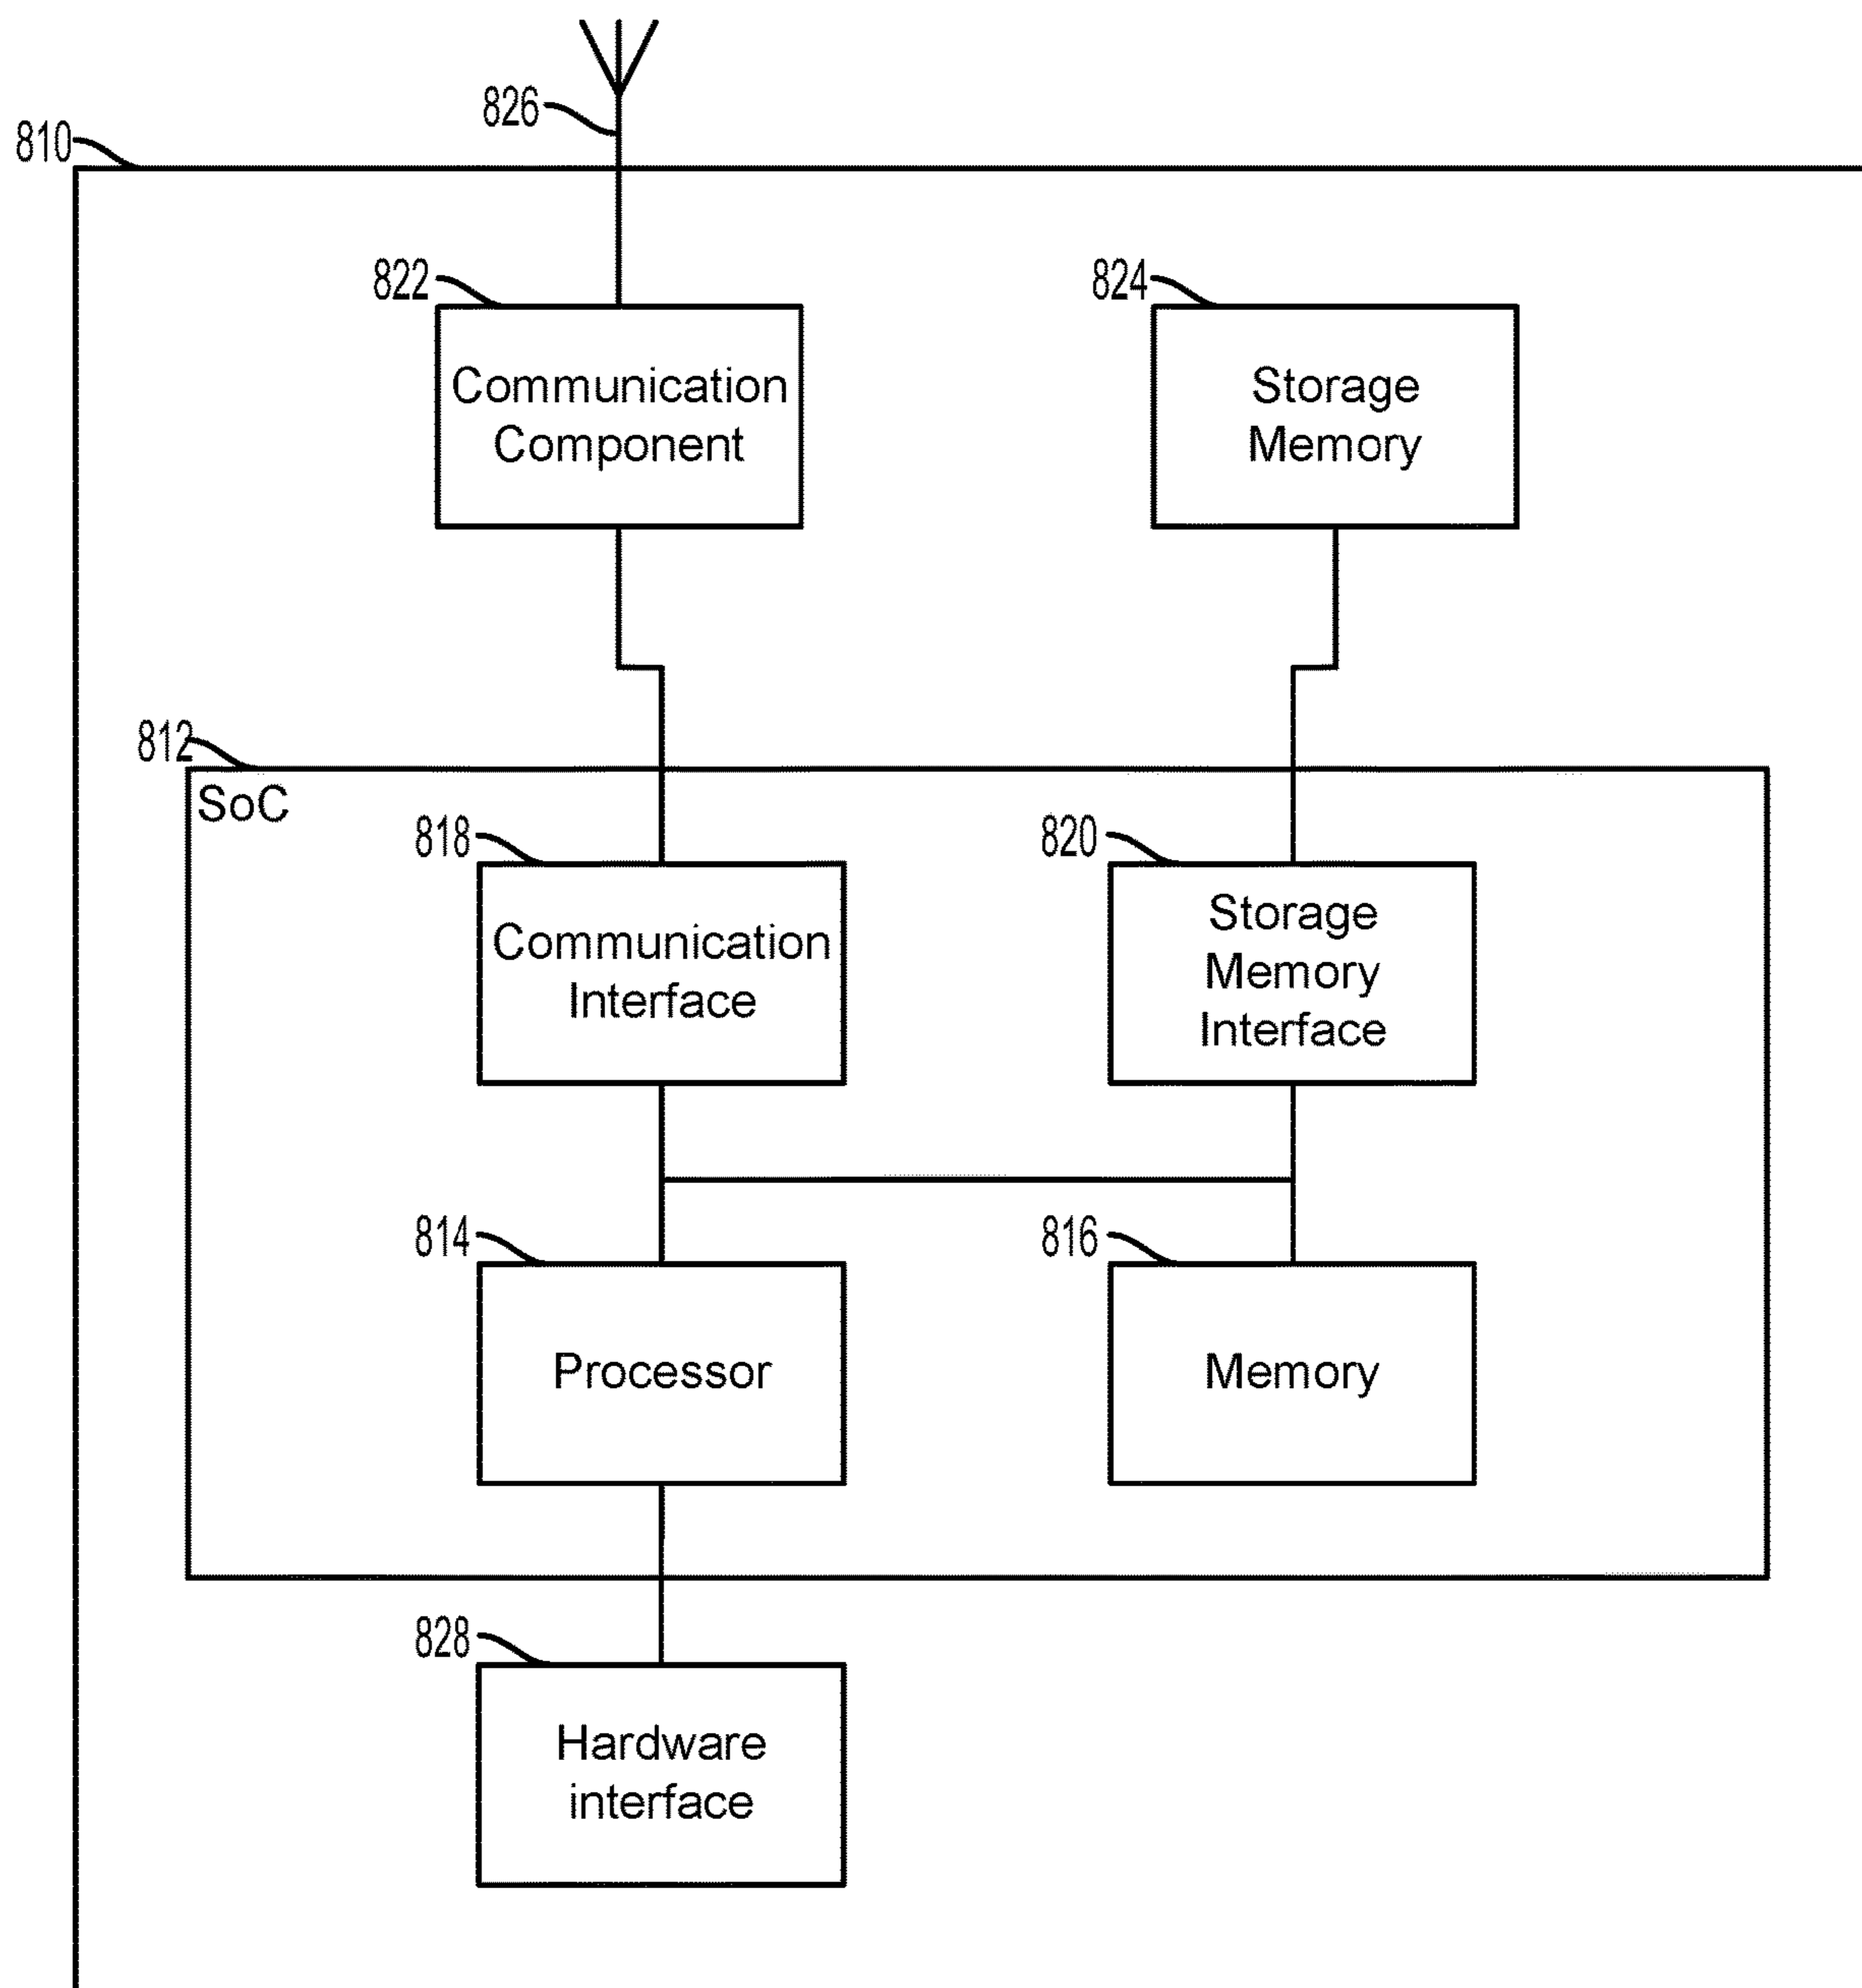 826
810
822
824
Communication
Component
Storage
Memory
812
SoC
818
820
Communication
Interface
Storage
Memory
Interface
814
816
Processor
Memory
828
Hardware
interface